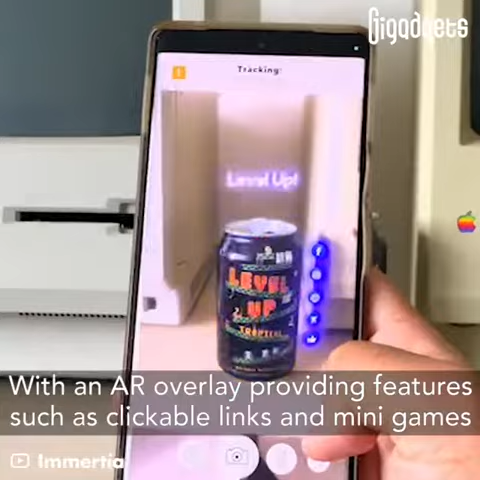 Gigadgets
Tracking:
Level Up!
LEVEL
UP
TROPICAL
With an AR overlay providing features
such as clickable links and mini games
Immertia